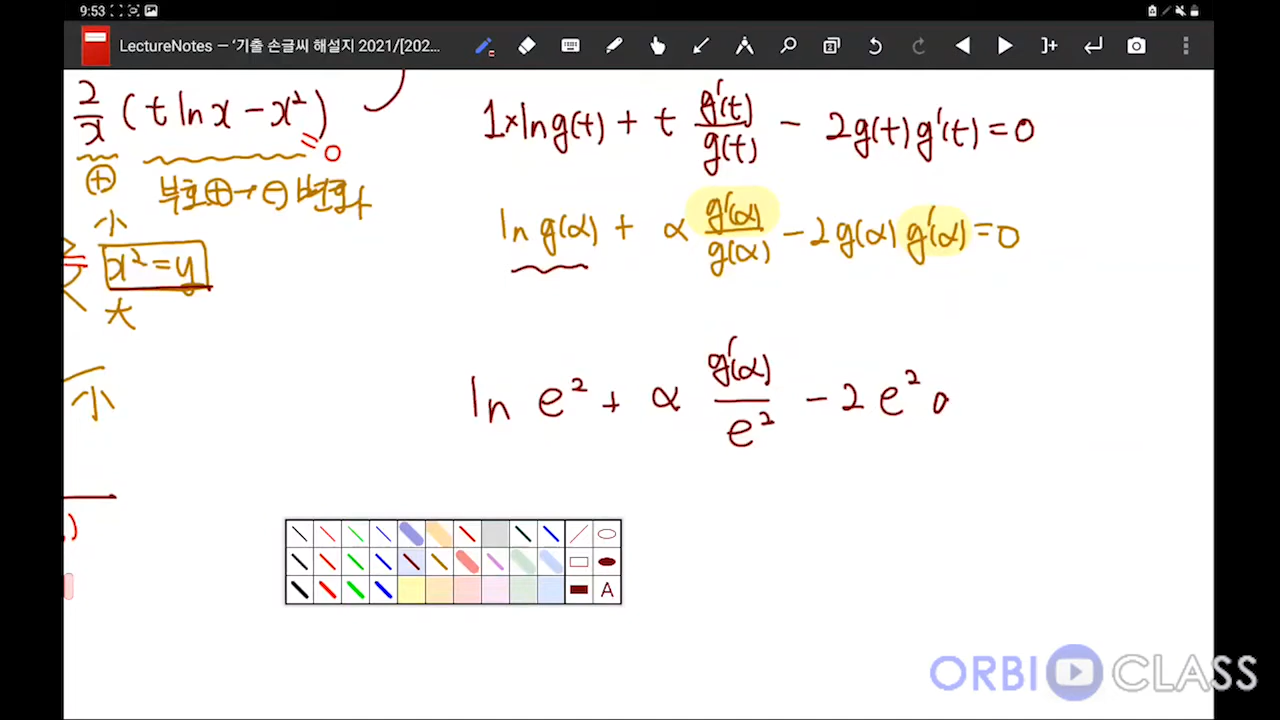 9:53
LectureNotes — ‘기출 손글씨 해설지 2021/[202...
2/x (t ln x − x²)
= 0
⊕
부호 ⊕→⊖ 변화
小
x² = y
大
小
1×ln g(t) + t g'(t)/g(t) − 2g(t)g'(t) = 0
ln g(α) + α g'(α)/g(α) − 2g(α)g'(α) = 0
ln e² + α g'(α)/e² − 2e²
A
ORBI CLASS